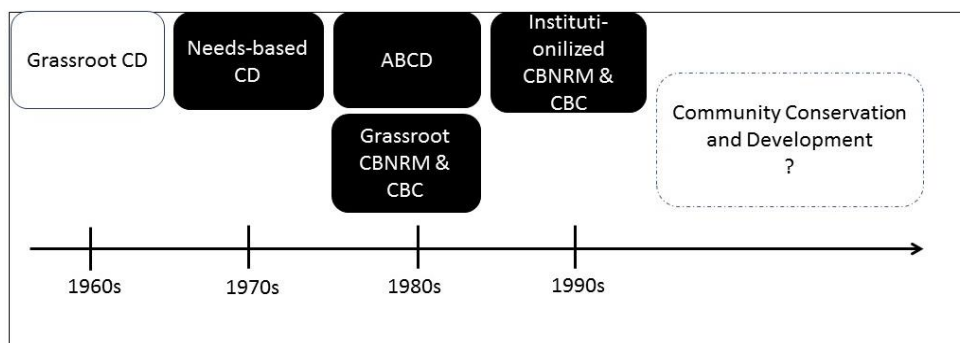 Grassroot CD
Needs-based
CD
ABCD
Grassroot
CBNRM &
CBC
Instituti-
onilized
CBNRM &
CBC
Community Conservation
and Development
?
1960s
1970s
1980s
1990s